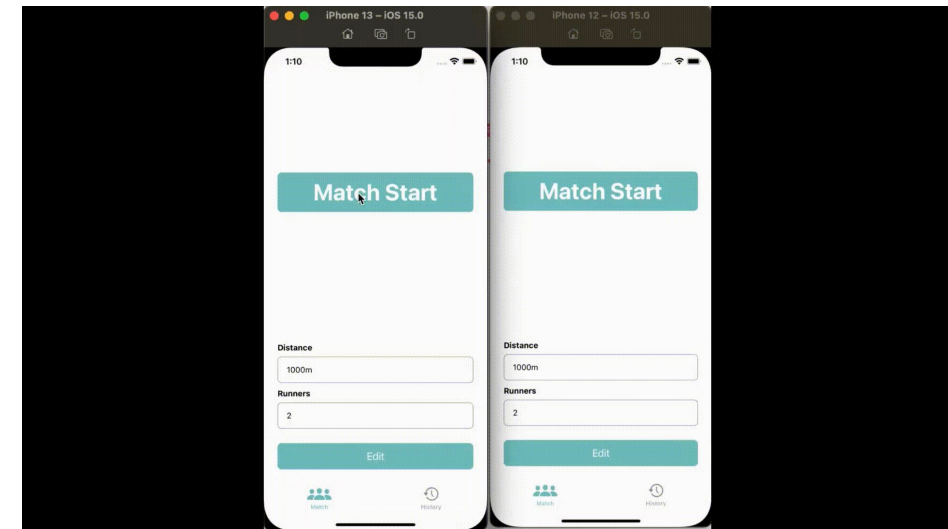 iPhone 13 – iOS 15.0
1:10
Match Start
Distance
1000m
Runners
2
Edit
Match
History
iPhone 12 – iOS 15.0
1:10
Match Start
Distance
1000m
Runners
2
Edit
Match
History